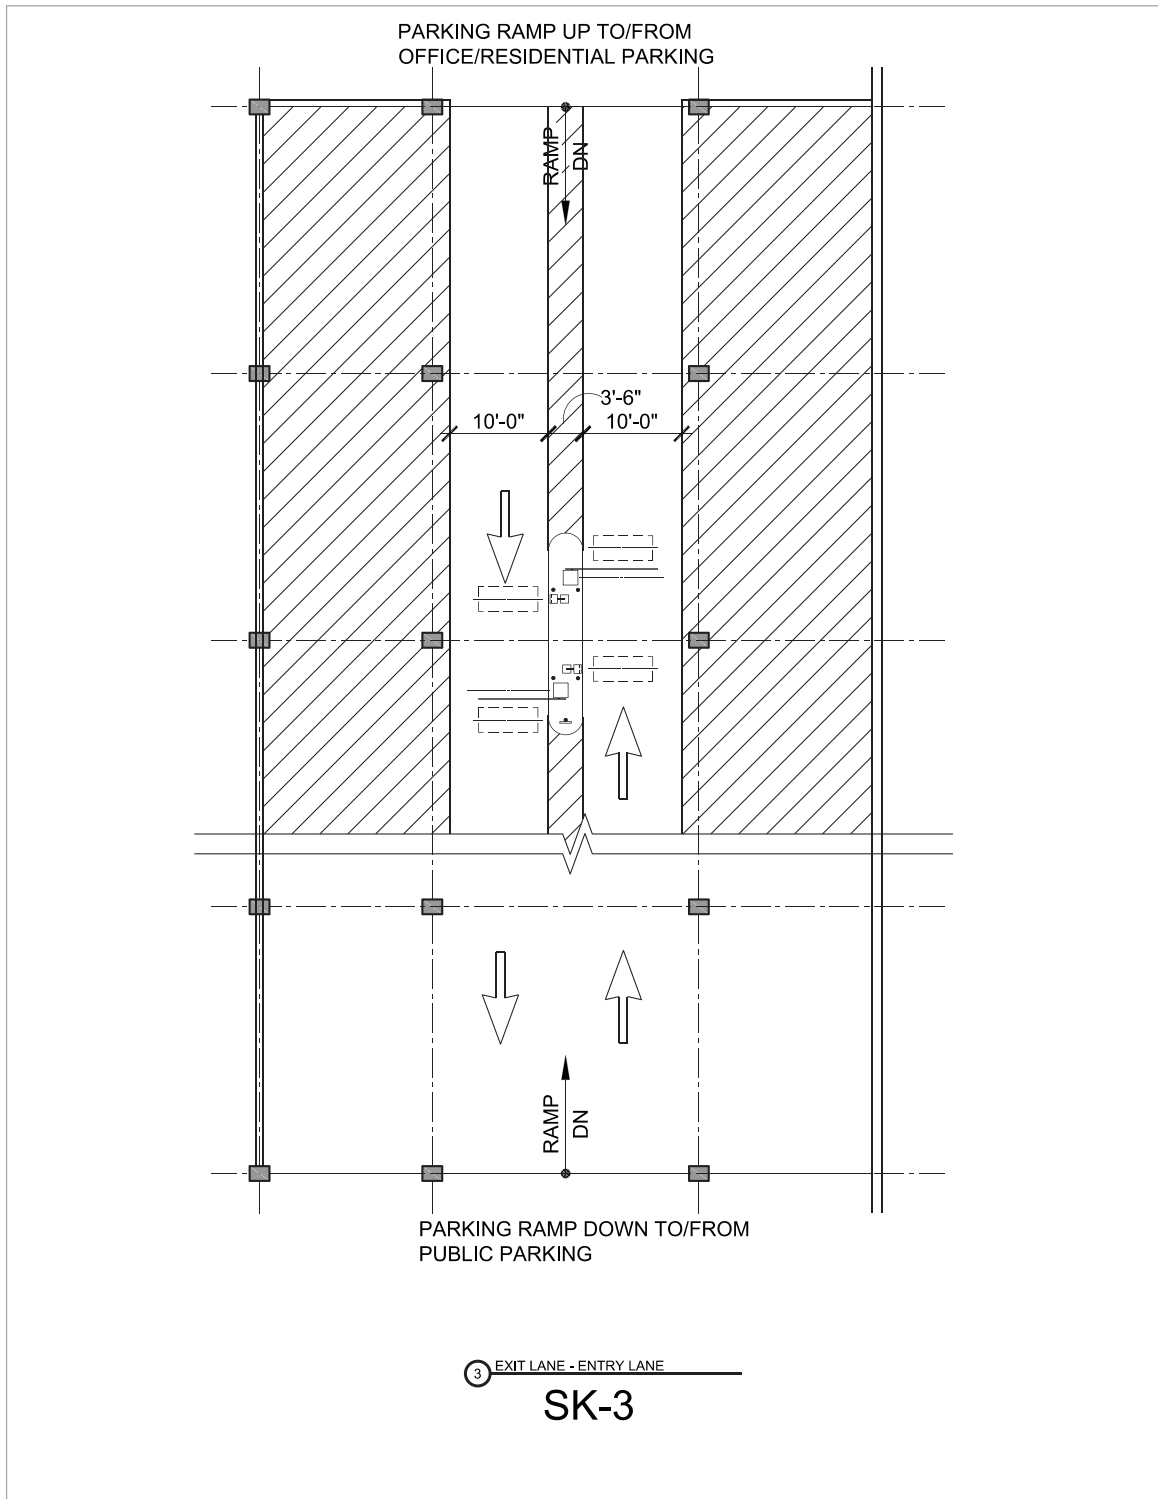 PARKING RAMP UP TO/FROM
OFFICE/RESIDENTIAL PARKING
RAMP
DN
3'-6"
10'-0"
10'-0"
RAMP
DN
PARKING RAMP DOWN TO/FROM
PUBLIC PARKING
3
EXIT LANE - ENTRY LANE
SK-3